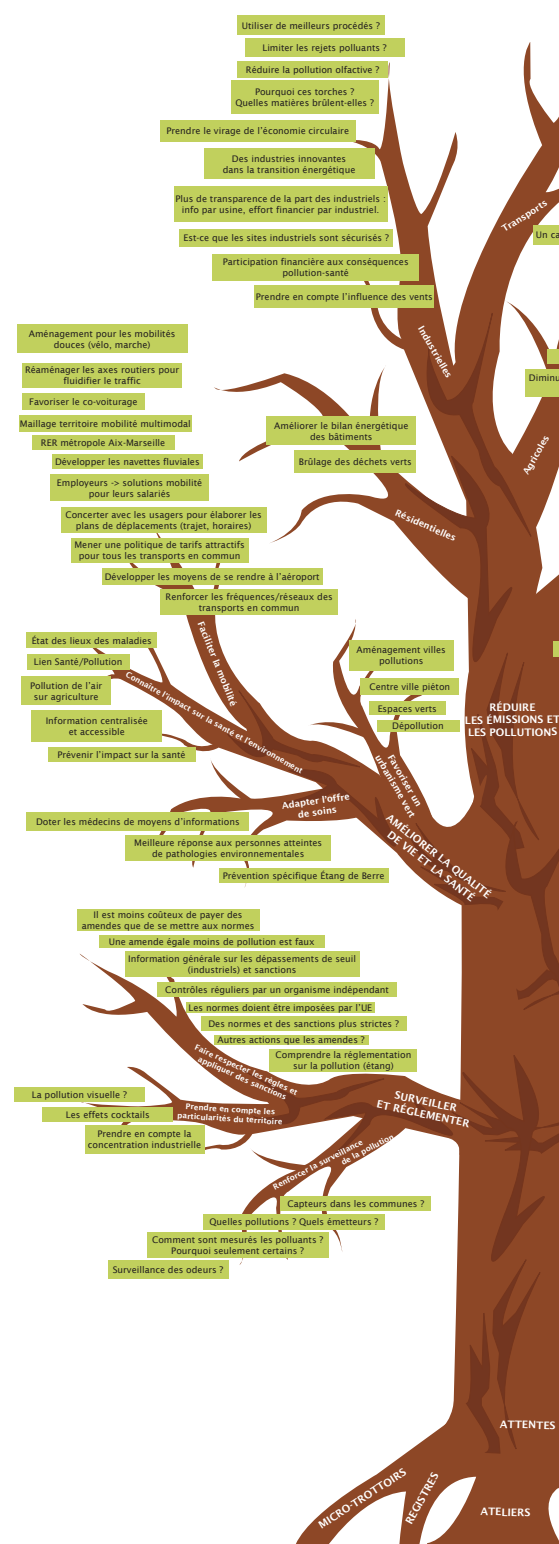 Utiliser de meilleurs procédés ?
Limiter les rejets polluants ?
Réduire la pollution olfactive ?
Pourquoi ces torches ?
Quelles matières brûlent-elles ?
Prendre le virage de l'économie circulaire
Des industries innovantes
dans la transition énergétique
Plus de transparence de la part des industriels :
info par usine, effort financier par industriel.
Est-ce que les sites industriels sont sécurisés ?
Participation financière aux conséquences
pollution-santé
Prendre en compte l'influence des vents
Industrielles
Transports
Un ca
Diminu
Agricoles
Améliorer le bilan énergétique
des bâtiments
Brûlage des déchets verts
Résidentielles
RÉDUIRE
LES ÉMISSIONS ET
LES POLLUTIONS
Aménagement pour les mobilités
douces (vélo, marche)
Réaménager les axes routiers pour
fluidifier le traffic
Favoriser le co-voiturage
Maillage territoire mobilité multimodal
RER métropole Aix-Marseille
Développer les navettes fluviales
Employeurs -> solutions mobilité
pour leurs salariés
Concerter avec les usagers pour élaborer les
plans de déplacements (trajet, horaires)
Mener une politique de tarifs attractifs
pour tous les transports en commun
Développer les moyens de se rendre à l'aéroport
Renforcer les fréquences/réseaux des
transports en commun
Faciliter la mobilité
État des lieux des maladies
Lien Santé/Pollution
Pollution de l'air
sur agriculture
Information centralisée
et accessible
Prévenir l'impact sur la santé
Connaître l'impact sur la santé et l'environnement
Aménagement villes
pollutions
Centre ville piéton
Espaces verts
Dépollution
Favoriser un
urbanisme vert
Adapter l'offre
de soins
Doter les médecins de moyens d'informations
Meilleure réponse aux personnes atteintes
de pathologies environnementales
Prévention spécifique Étang de Berre
AMÉLIORER LA QUALITÉ
DE VIE ET LA SANTÉ
Il est moins coûteux de payer des
amendes que de se mettre aux normes
Une amende égale moins de pollution est faux
Information générale sur les dépassements de seuil
(industriels) et sanctions
Contrôles réguliers par un organisme indépendant
Les normes doient être imposées par l'UE
Des normes et des sanctions plus strictes ?
Autres actions que les amendes ?
Comprendre la réglementation
sur la pollution (étang)
Faire respecter les règles et
appliquer des sanctions
La pollution visuelle ?
Les effets cocktails
Prendre en compte la
concentration industrielle
Prendre en compte les
particularités du territoire
SURVEILLER
ET RÉGLEMENTER
Renforcer la surveillance
de la pollution
Capteurs dans les communes ?
Quelles pollutions ? Quels émetteurs ?
Comment sont mesurés les polluants ?
Pourquoi seulement certains ?
Surveillance des odeurs ?
ATTENTES
MICRO-TROTTOIRS
REGISTRES
ATELIERS